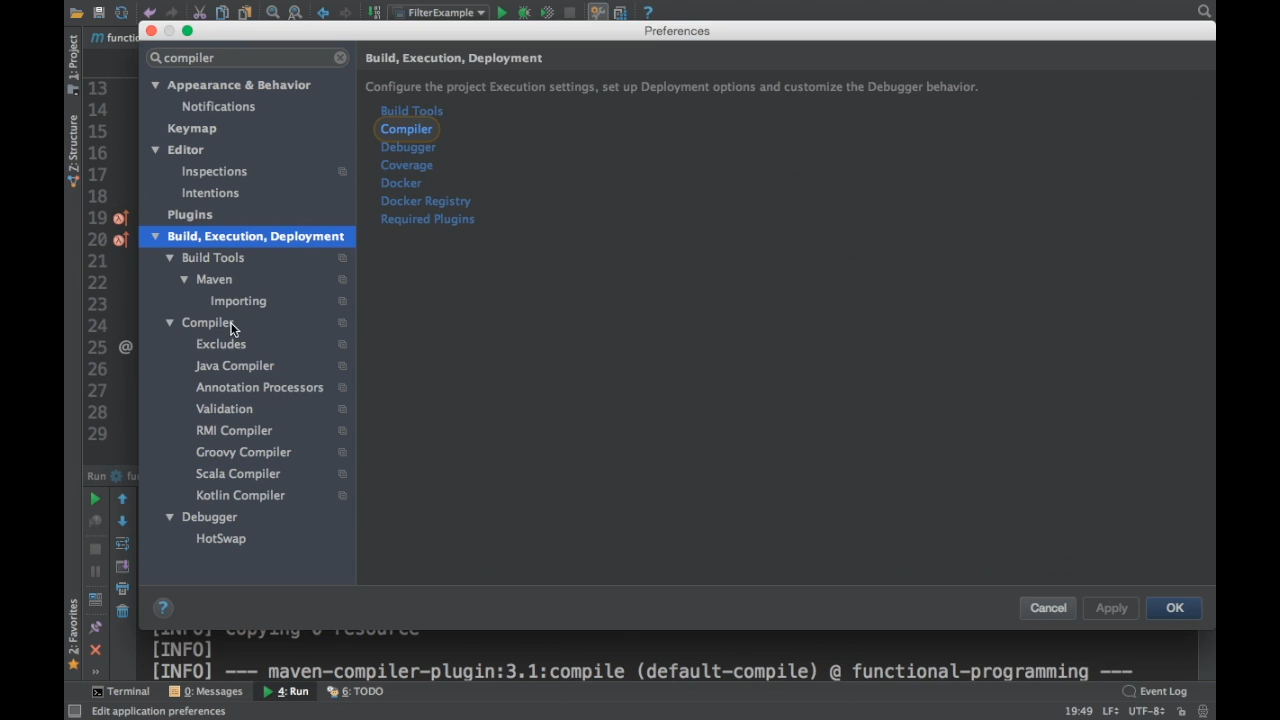 FilterExample
Preferences
1: Project
m functio
Z: Structure
compiler
Build, Execution, Deployment
Configure the project Execution settings, set up Deployment options and customize the Debugger behavior.
Build Tools
Compiler
Debugger
Coverage
Docker
Docker Registry
Required Plugins
Appearance & Behavior
Notifications
Keymap
Editor
Inspections
Intentions
Plugins
Build, Execution, Deployment
Build Tools
Maven
Importing
Compiler
Excludes
Java Compiler
Annotation Processors
Validation
RMI Compiler
Groovy Compiler
Scala Compiler
Kotlin Compiler
Debugger
HotSwap
13
14
15
16
17
18
19
20
21
22
23
24
25 @
26
27
28
29
Run fu
2: Favorites
? Cancel Apply OK
[INFO] Copying 0 resource
[INFO]
[INFO] --- maven-compiler-plugin:3.1:compile (default-compile) @ functional-programming ---
Terminal 0: Messages 4: Run 6: TODO Event Log
Edit application preferences 19:49 LF UTF-8